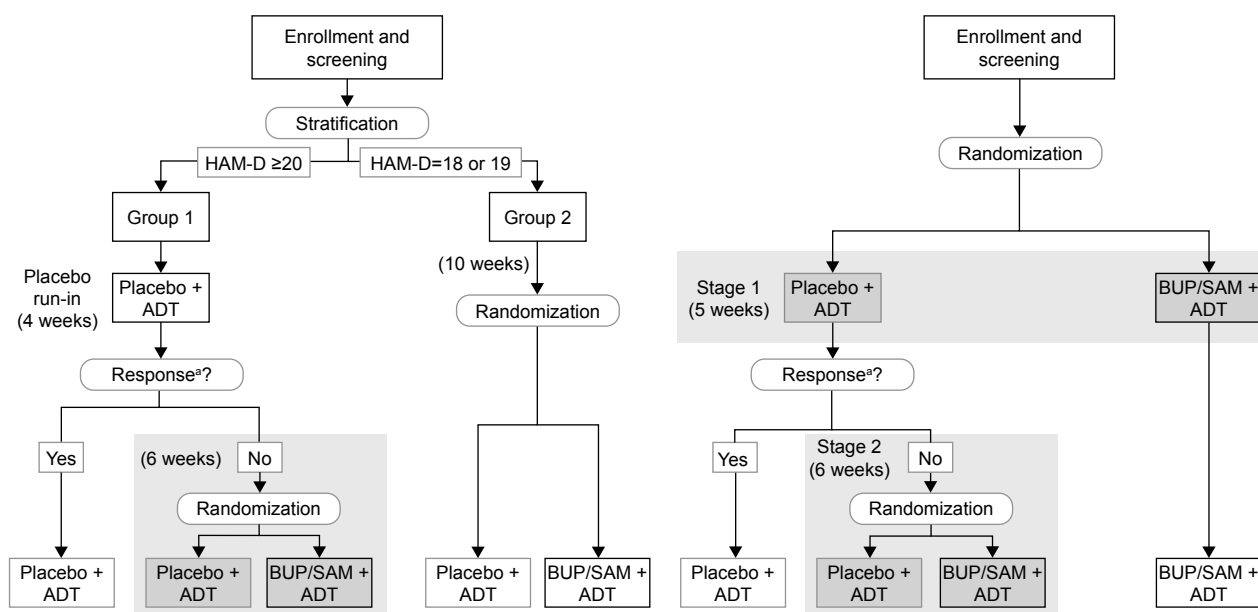 Enrollment and
screening
Stratification
HAM-D ≥20
HAM-D=18 or 19
Group 1
Group 2
Placebo
run-in
(4 weeks)
Placebo +
ADT
(10 weeks)
Randomization
Responseᵃ?
Yes
(6 weeks)
No
Randomization
Placebo +
ADT
Placebo +
ADT
BUP/SAM +
ADT
Placebo +
ADT
BUP/SAM +
ADT
Enrollment and
screening
Randomization
Stage 1
(5 weeks)
Placebo +
ADT
BUP/SAM +
ADT
Responseᵃ?
Yes
Stage 2
(6 weeks)
No
Randomization
Placebo +
ADT
Placebo +
ADT
BUP/SAM +
ADT
BUP/SAM +
ADT